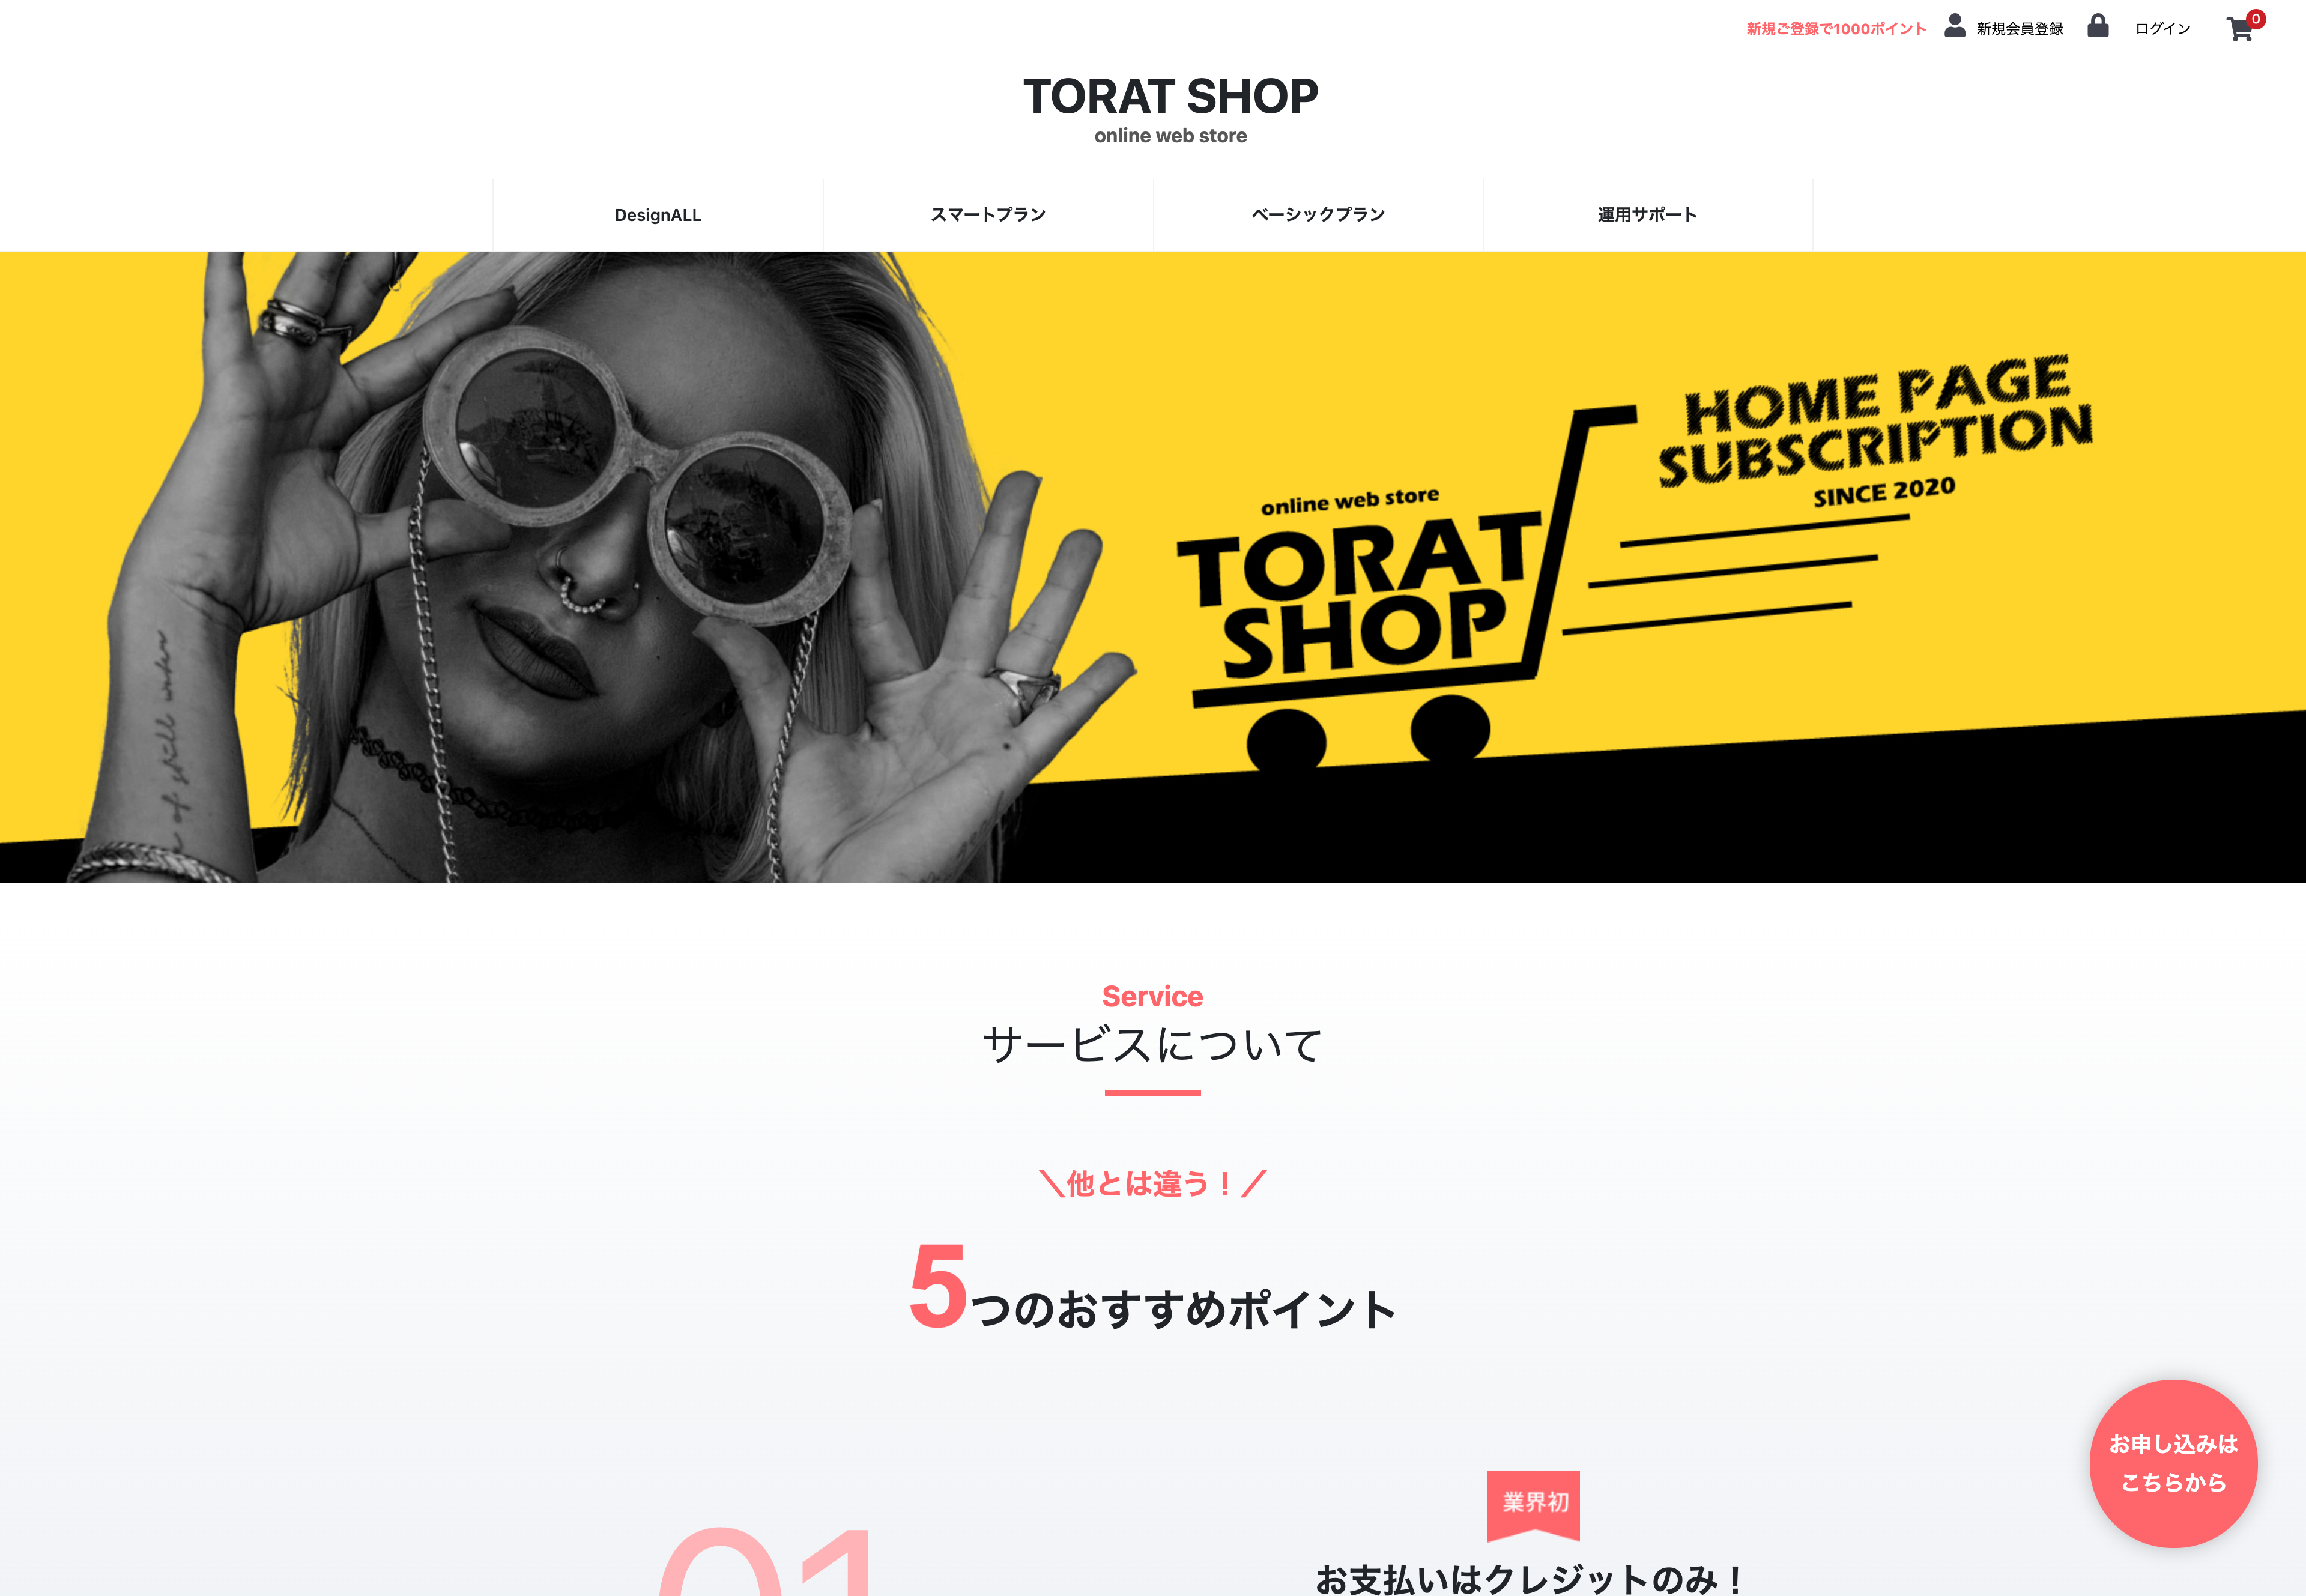 新規ご登録で1000ポイント 新規会員登録 ログイン 0
TORAT SHOP
online web store
DesignALL スマートプラン ベーシックプラン 運用サポート
HOME PAGE
SUBSCRIPTION
SINCE 2020
online web store
TORAT
SHOP
Service
サービスについて
＼他とは違う！／
5つのおすすめポイント
お申し込みは
こちらから
業界初
01
お支払いはクレジットのみ！